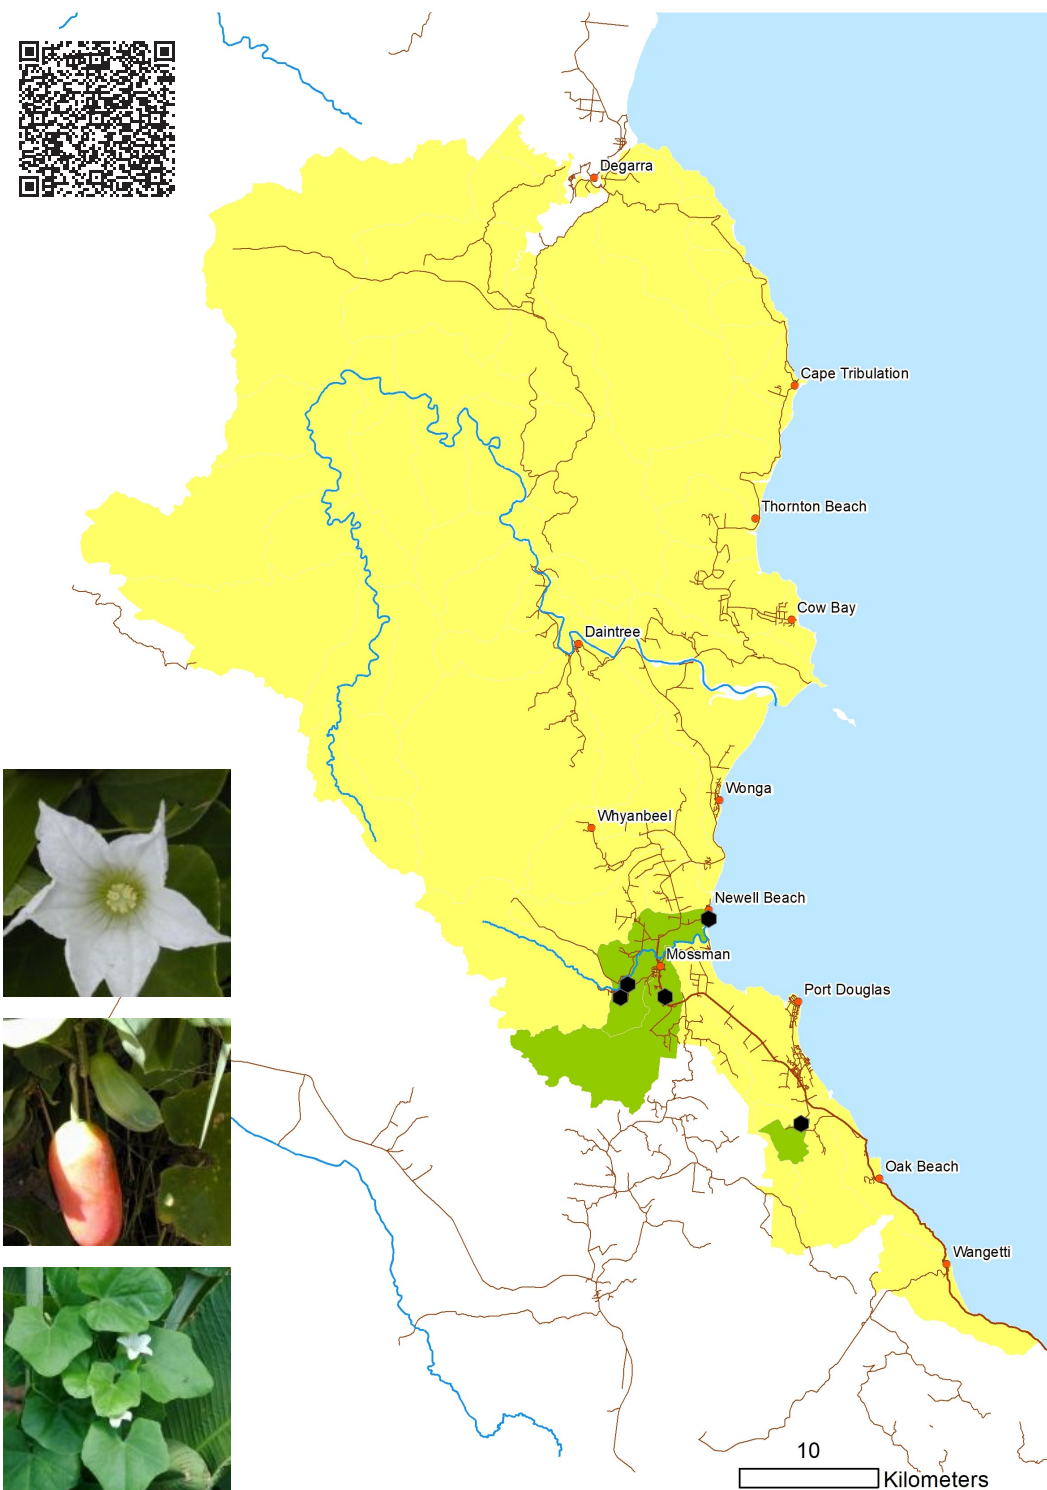 Degarra
Cape Tribulation
Thornton Beach
Cow Bay
Daintree
Wonga
Whyanbeel
Newell Beach
Mossman
Port Douglas
Oak Beach
Wangetti
10
Kilometers